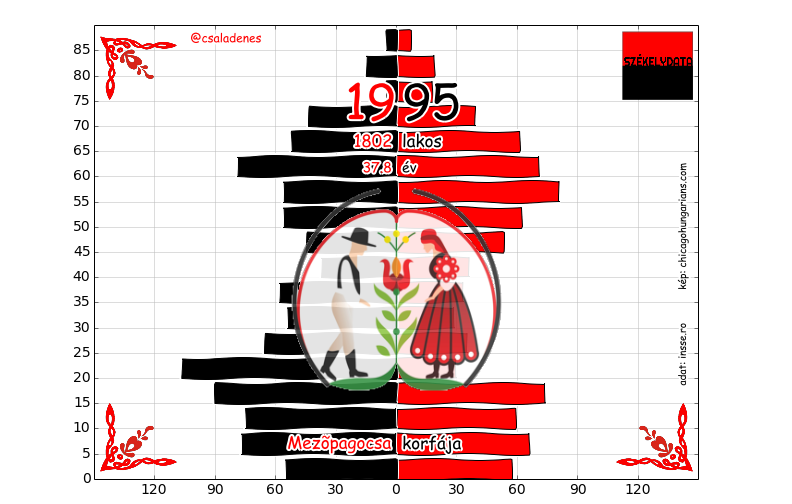 @csaladenes
SZÉKELYDATA
1995
1802 lakos
37.8 év
Mezőpagocsa korfája
kép: chicagohungarians.com
adat: insse.ro
85
80
75
70
65
60
55
50
45
40
35
30
25
20
15
10
5
0
120 90 60 30 0 30 60 90 120